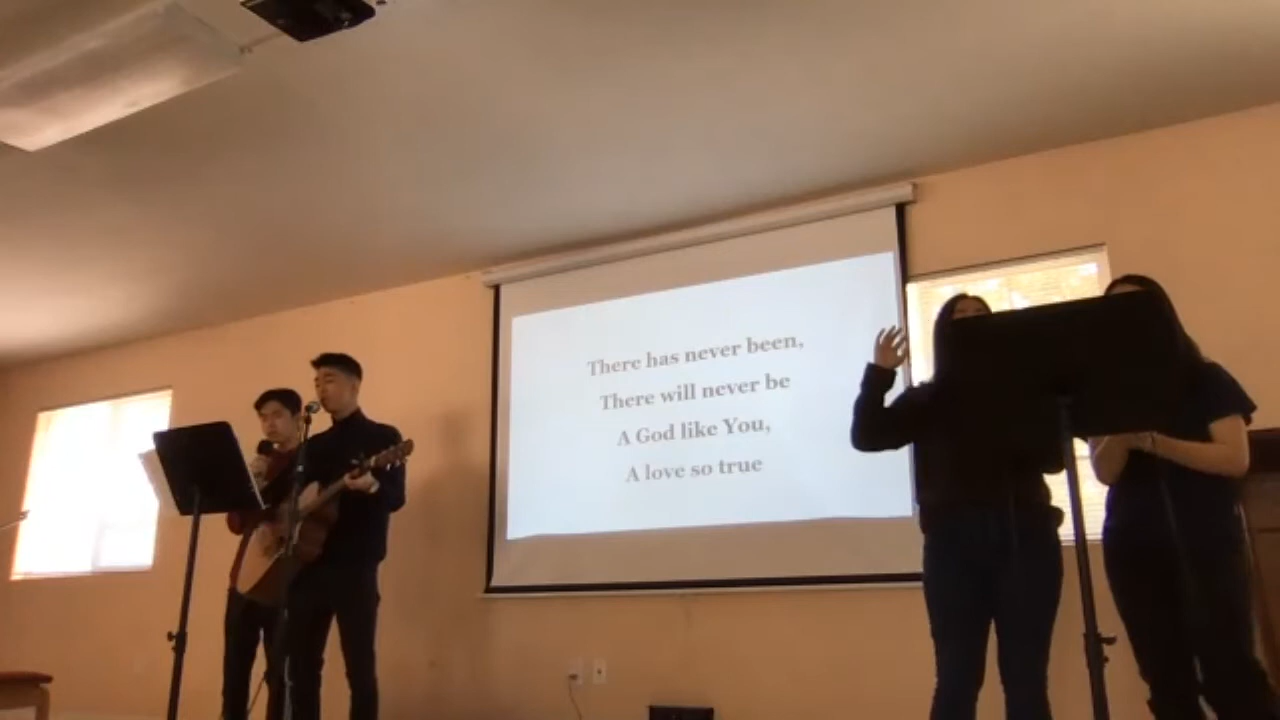 There has never been,
There will never be
A God like You,
A love so true